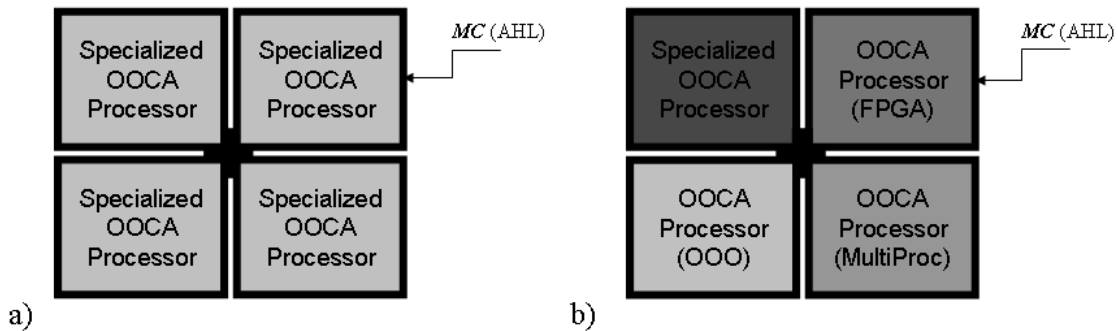 Specialized
OOCA
Processor
Specialized
OOCA
Processor
MC (AHL)
Specialized
OOCA
Processor
Specialized
OOCA
Processor
a)
Specialized
OOCA
Processor
OOCA
Processor
(FPGA)
MC (AHL)
OOCA
Processor
(OOO)
OOCA
Processor
(MultiProc)
b)